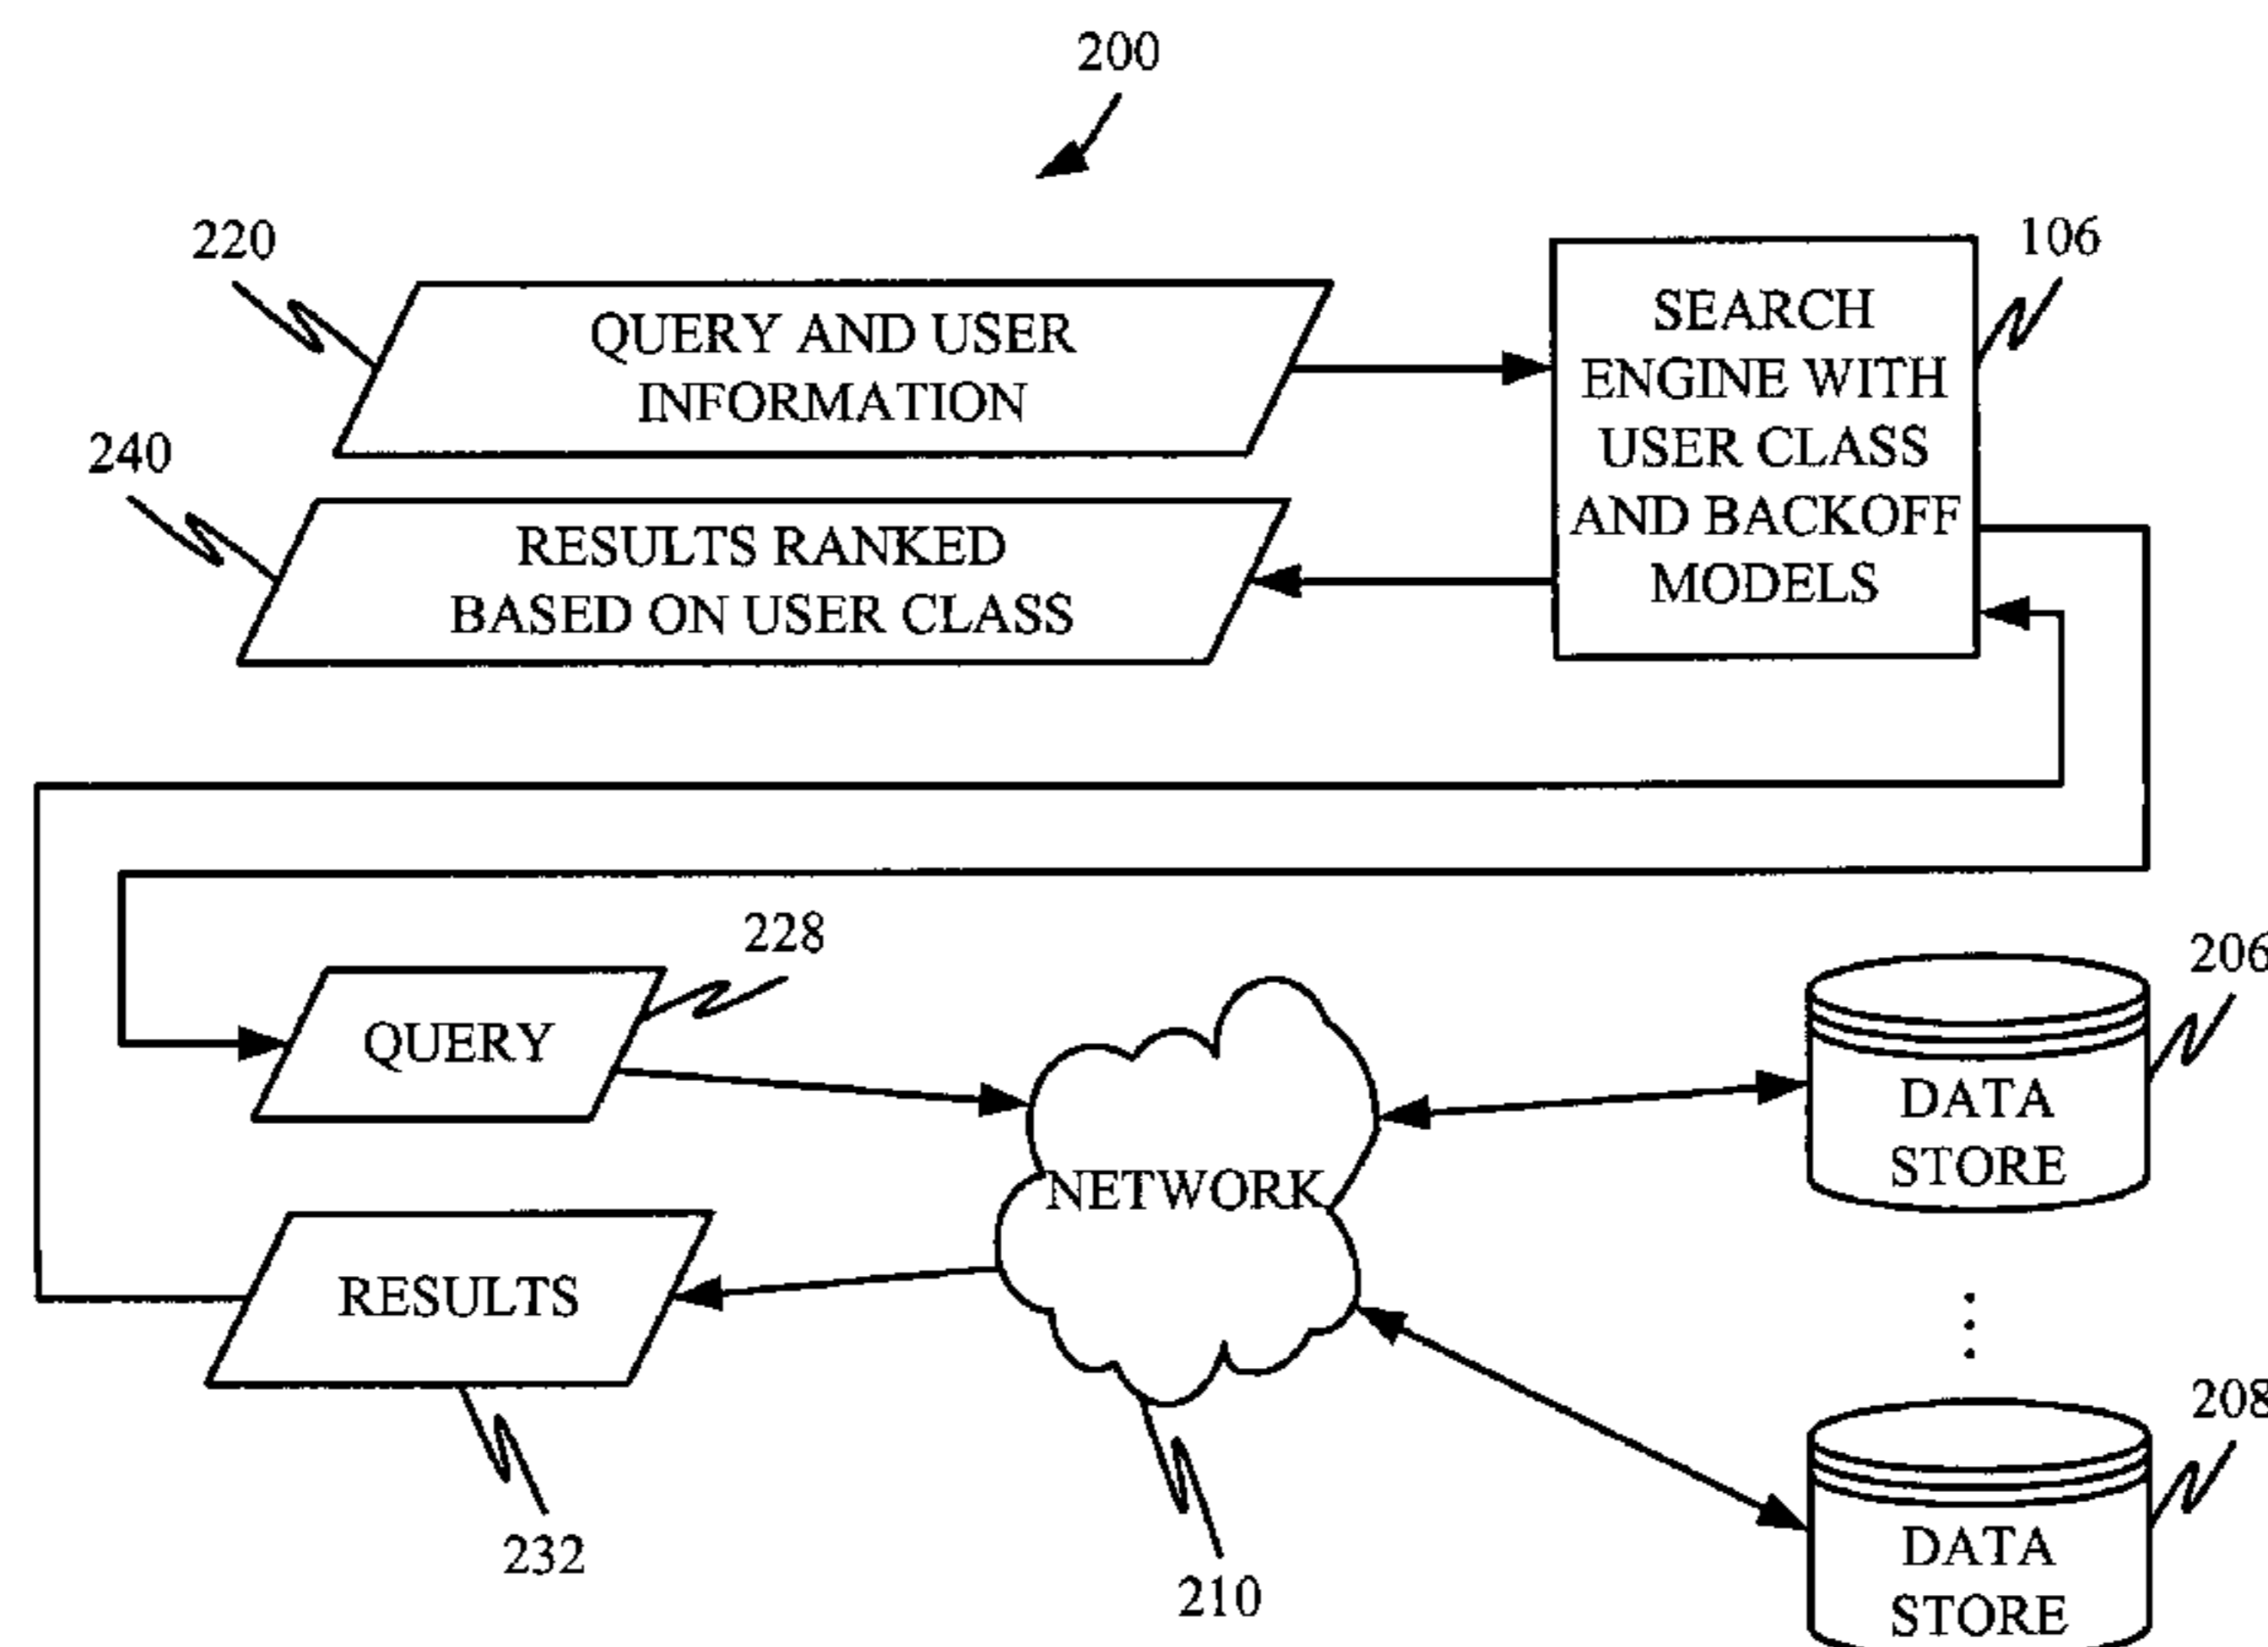 200
220
QUERY AND USER
INFORMATION
106
SEARCH
ENGINE WITH
USER CLASS
AND BACKOFF
MODELS
240
RESULTS RANKED
BASED ON USER CLASS
228
QUERY
206
DATA
STORE
NETWORK
RESULTS
232
210
208
DATA
STORE